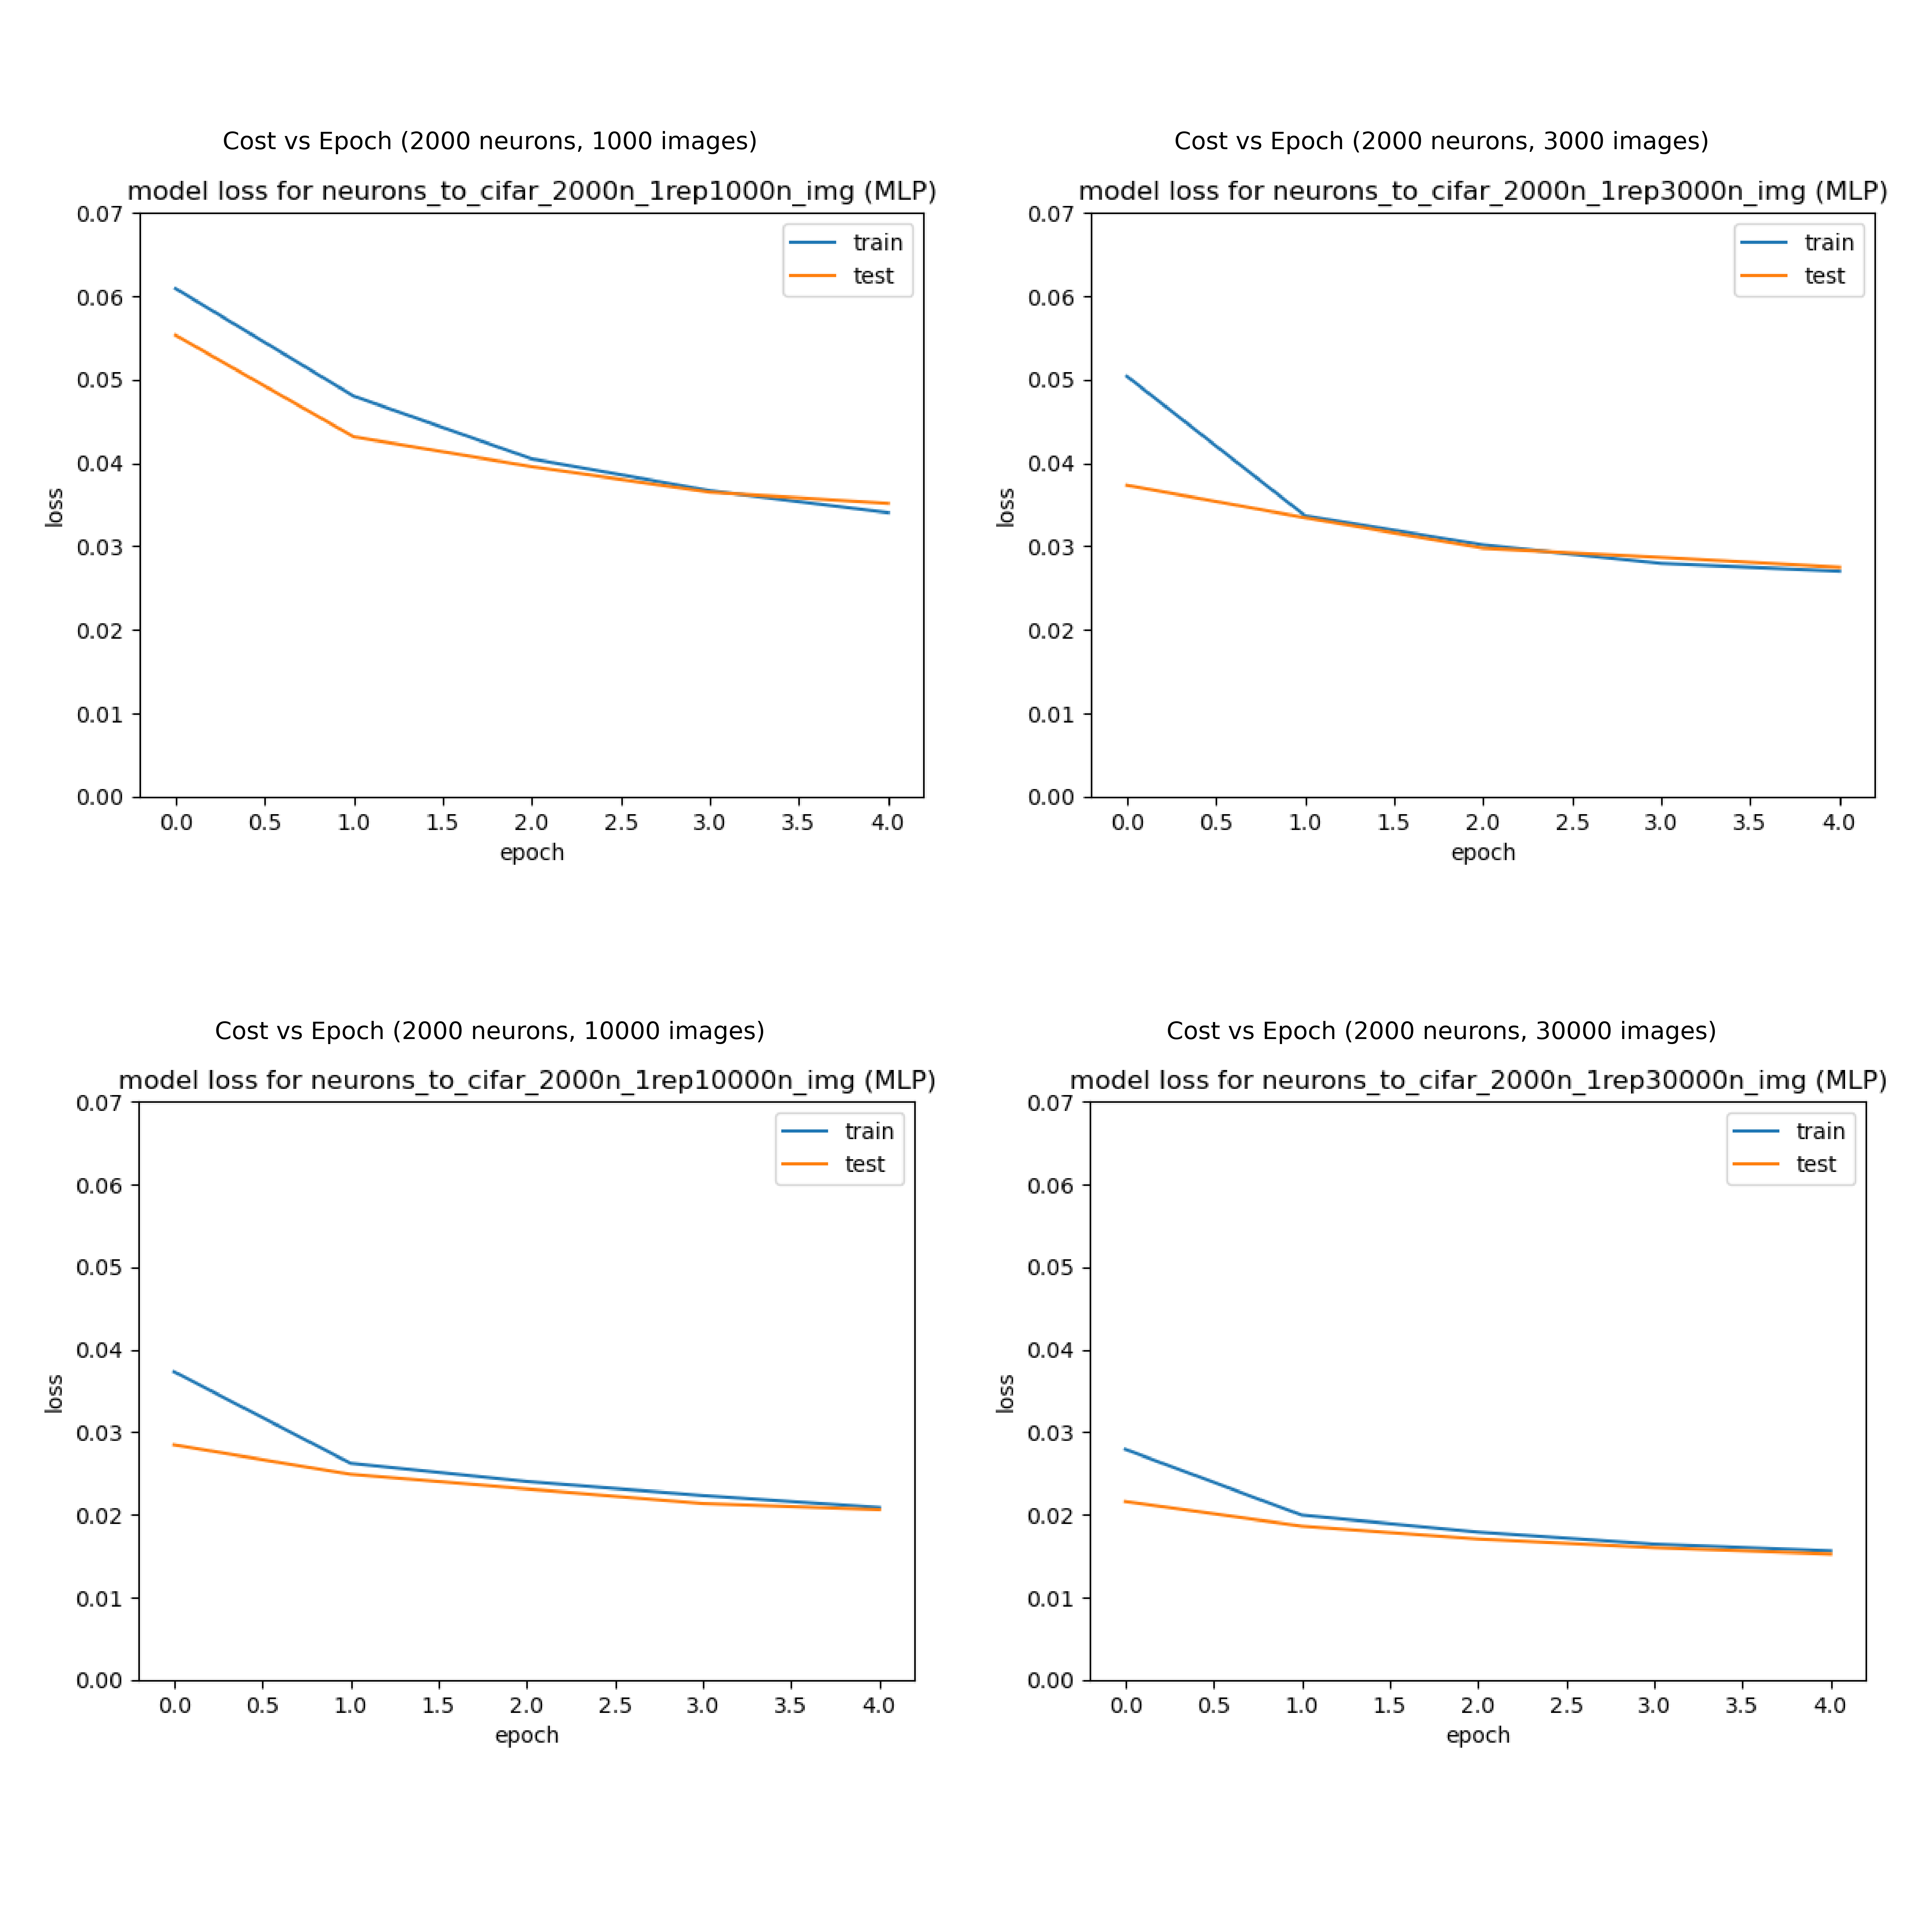 Cost vs Epoch (2000 neurons, 1000 images)
model loss for neurons_to_cifar_2000n_1rep1000n_img (MLP)
0.07
0.06
0.05
0.04
0.03
0.02
0.01
0.00
loss
train
test
0.0 0.5 1.0 1.5 2.0 2.5 3.0 3.5 4.0
epoch
Cost vs Epoch (2000 neurons, 3000 images)
model loss for neurons_to_cifar_2000n_1rep3000n_img (MLP)
0.07
0.06
0.05
0.04
0.03
0.02
0.01
0.00
loss
train
test
0.0 0.5 1.0 1.5 2.0 2.5 3.0 3.5 4.0
epoch
Cost vs Epoch (2000 neurons, 10000 images)
model loss for neurons_to_cifar_2000n_1rep10000n_img (MLP)
0.07
0.06
0.05
0.04
0.03
0.02
0.01
0.00
loss
train
test
0.0 0.5 1.0 1.5 2.0 2.5 3.0 3.5 4.0
epoch
Cost vs Epoch (2000 neurons, 30000 images)
model loss for neurons_to_cifar_2000n_1rep30000n_img (MLP)
0.07
0.06
0.05
0.04
0.03
0.02
0.01
0.00
loss
train
test
0.0 0.5 1.0 1.5 2.0 2.5 3.0 3.5 4.0
epoch